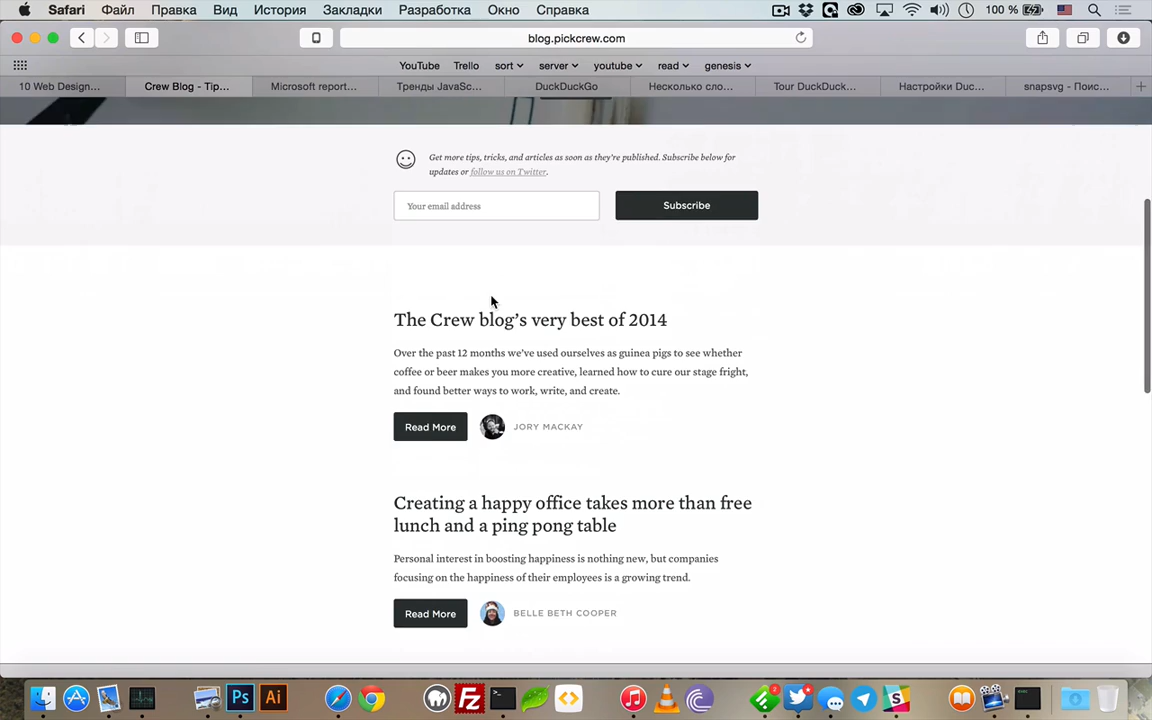 Safari Файл Правка Вид История Закладки Разработка Окно Справка 100 %
blog.pickcrew.com
YouTube Trello sort server youtube read genesis
10 Web Design... Crew Blog - Tip... Microsoft report... Тренды JavaSc... DuckDuckGo Несколько сло... Tour DuckDuck... Настройки Duc... snapsvg - Поис...
Get more tips, tricks, and articles as soon as they're published. Subscribe below for
updates or follow us on Twitter.
Your email address Subscribe
The Crew blog's very best of 2014
Over the past 12 months we've used ourselves as guinea pigs to see whether
coffee or beer makes you more creative, learned how to cure our stage fright,
and found better ways to work, write, and create.
Read More JORY MACKAY
Creating a happy office takes more than free
lunch and a ping pong table
Personal interest in boosting happiness is nothing new, but companies
focusing on the happiness of their employees is a growing trend.
Read More BELLE BETH COOPER
Ps Ai Fz